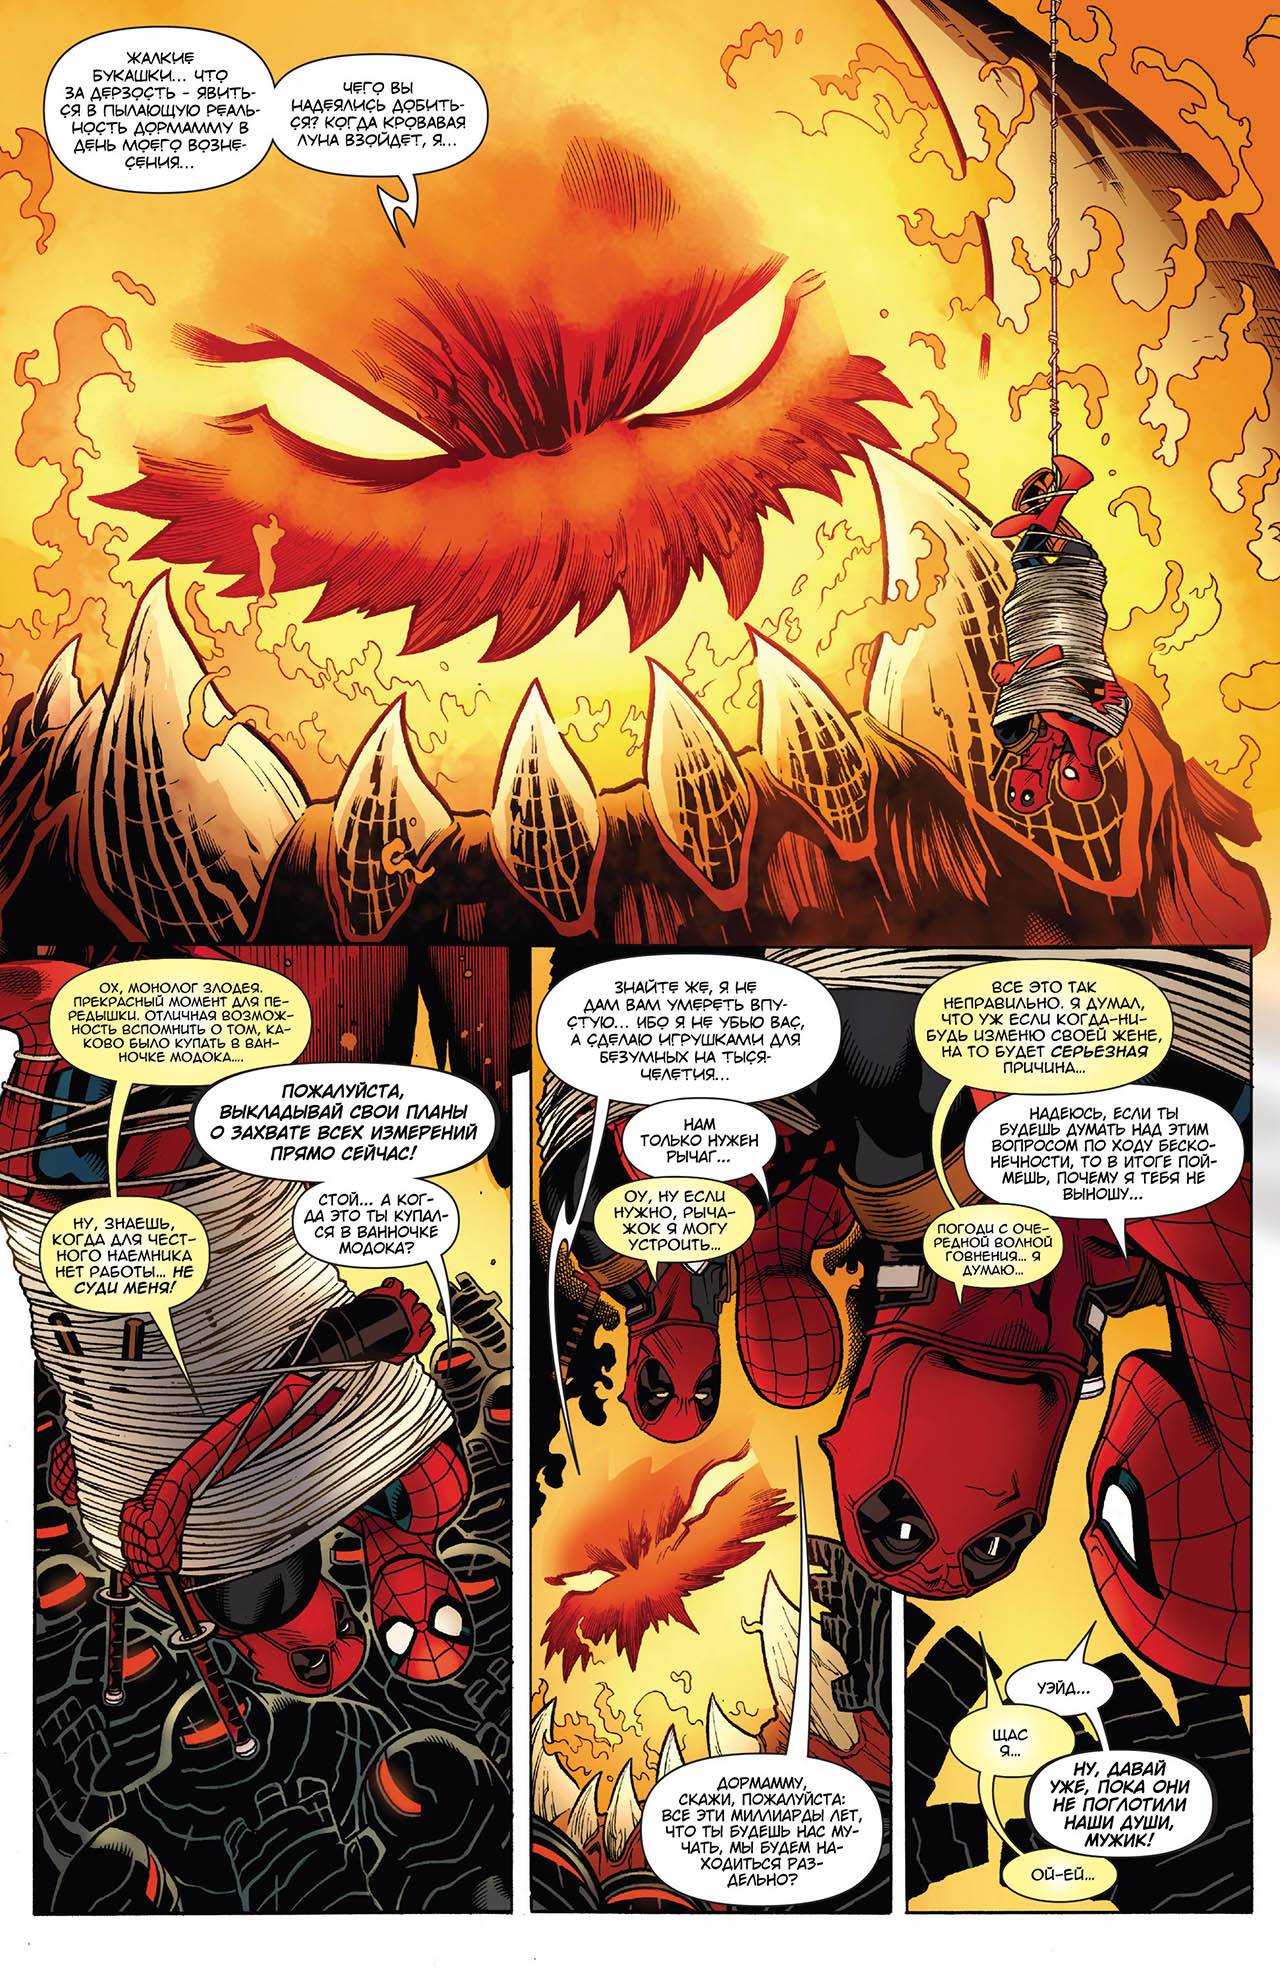 ЖАЛКИЕ
БУКАШКИ... ЧТО
ЗА ДЕРЗОСТЬ - ЯВИТЬ-
СЯ В ПЫЛАЮЩУЮ РЕАЛЬ-
НОСТЬ ДОРМАММУ В
ДЕНЬ МОЕГО ВОЗНЕ-
СЕНИЯ...
ЧЕГО ВЫ
НАДЕЯЛИСЬ ДОБИТЬ-
СЯ? КОГДА КРОВАВАЯ
ЛУНА ВЗОЙДЕТ, Я...
ОХ, МОНОЛОГ ЗЛОДЕЯ.
ПРЕКРАСНЫЙ МОМЕНТ ДЛЯ ПЕ-
РЕДЫШКИ. ОТЛИЧНАЯ ВОЗМОЖ-
НОСТЬ ВСПОМНИТЬ О ТОМ, КА-
КОВО БЫЛО КУПАТЬ В ВАН-
НОЧКЕ МОДОКА....
ПОЖАЛУЙСТА,
ВЫКЛАДЫВАЙ СВОИ ПЛАНЫ
О ЗАХВАТЕ ВСЕХ ИЗМЕРЕНИЙ
ПРЯМО СЕЙЧАС!
СТОЙ... А КОГ-
ДА ЭТО ТЫ КУПАЛ-
СЯ В ВАННОЧКЕ
МОДОКА?
НУ, ЗНАЕШЬ,
КОГДА ДЛЯ ЧЕСТ-
НОГО НАЕМНИКА
НЕТ РАБОТЫ... НЕ
СУДИ МЕНЯ!
ЗНАЙТЕ ЖЕ, Я НЕ
ДАМ ВАМ УМЕРЕТЬ ВПУ-
СТУЮ... ИБО Я НЕ УБЬЮ ВАС,
А СДЕЛАЮ ИГРУШКАМИ ДЛЯ
БЕЗУМНЫХ НА ТЫСЯ-
ЧЕЛЕТИЯ...
НАМ
ТОЛЬКО НУЖЕН
РЫЧАГ...
ОУ, НУ ЕСЛИ
НУЖНО, РЫЧА-
ЖОК Я МОГУ
УСТРОИТЬ...
ДОРМАММУ,
СКАЖИ, ПОЖАЛУЙСТА:
ВСЕ ЭТИ МИЛЛИАРДЫ ЛЕТ,
ЧТО ТЫ БУДЕШЬ НАС МУ-
ЧАТЬ, МЫ БУДЕМ НА-
ХОДИТЬСЯ РАЗ-
ДЕЛЬНО?
ВСЕ ЭТО ТАК
НЕПРАВИЛЬНО. Я ДУМАЛ,
ЧТО УЖ ЕСЛИ КОГДА-НИ-
БУДЬ ИЗМЕНЮ СВОЕЙ ЖЕНЕ,
НА ТО БУДЕТ СЕРЬЕЗНАЯ
ПРИЧИНА...
НАДЕЮСЬ, ЕСЛИ ТЫ
БУДЕШЬ ДУМАТЬ НАД ЭТИМ
ВОПРОСОМ ПО ХОДУ БЕСКО-
НЕЧНОСТИ, ТО В ИТОГЕ ПОЙ-
МЕШЬ, ПОЧЕМУ Я ТЕБЯ НЕ
ВЫНОШУ...
ПОГОДИ С ОЧЕ-
РЕДНОЙ ВОЛНОЙ
ГОВНЕНИЯ... Я
ДУМАЮ...
УЭЙД...
ЩАС
Я...
НУ, ДАВАЙ
УЖЕ, ПОКА ОНИ
НЕ ПОГЛОТИЛИ
НАШИ ДУШИ,
МУЖИК!
ОЙ-ЕЙ...